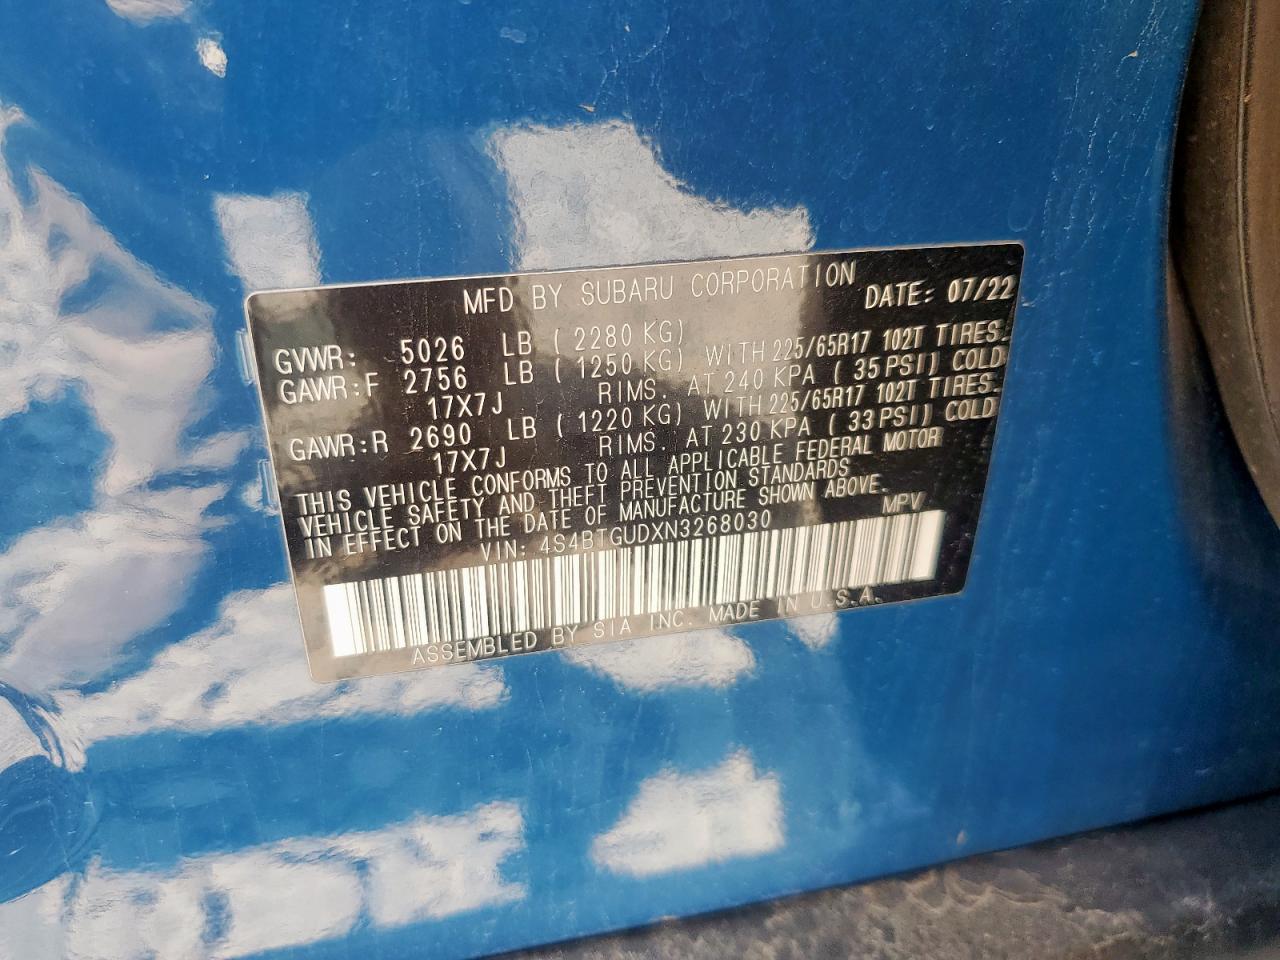 MFD BY SUBARU CORPORATION DATE: 07/22
GVWR: 5026 LB ( 2280 KG)
GAWR:F 2756 LB ( 1250 KG) WITH 225/65R17 102T TIRES.
17X7J RIMS. AT 240 KPA ( 35 PSI) COLD
GAWR:R 2690 LB ( 1220 KG) WITH 225/65R17 102T TIRES.
17X7J RIMS. AT 230 KPA ( 33 PSI) COLD
THIS VEHICLE CONFORMS TO ALL APPLICABLE FEDERAL MOTOR
VEHICLE SAFETY AND THEFT PREVENTION STANDARDS
IN EFFECT ON THE DATE OF MANUFACTURE SHOWN ABOVE.
VIN: 4S4BTGUDXN3268030 MPV
ASSEMBLED BY SIA INC. MADE IN U.S.A.